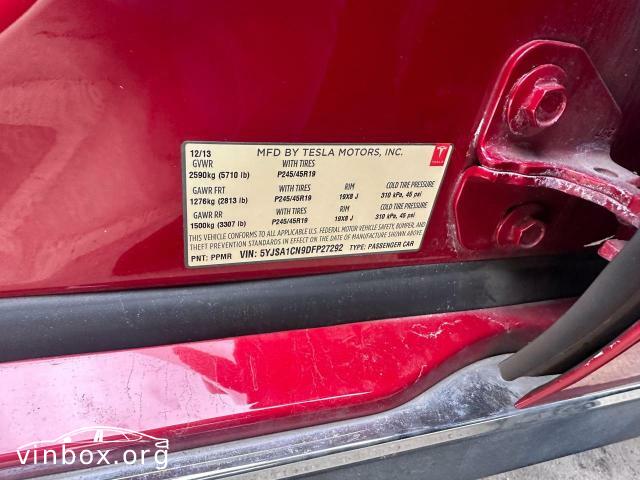 12/13 MFD BY TESLA MOTORS, INC.
GVWR WITH TIRES
2590kg (5710 lb) P245/45R19
GAWR FRT WITH TIRES RIM COLD TIRE PRESSURE
1276kg (2813 lb) P245/45R19 19X8 J 310 kPa, 45 psi
GAWR RR WITH TIRES RIM COLD TIRE PRESSURE
1500kg (3307 lb) P245/45R19 19X8 J 310 kPa, 45 psi
THIS VEHICLE CONFORMS TO ALL APPLICABLE U.S. FEDERAL MOTOR VEHICLE SAFETY, BUMPER, AND
THEFT PREVENTION STANDARDS IN EFFECT ON THE DATE OF MANUFACTURE SHOWN ABOVE.
PNT: PPMR VIN: 5YJSA1CN9DFP27292 TYPE: PASSENGER CAR
vinbox.org